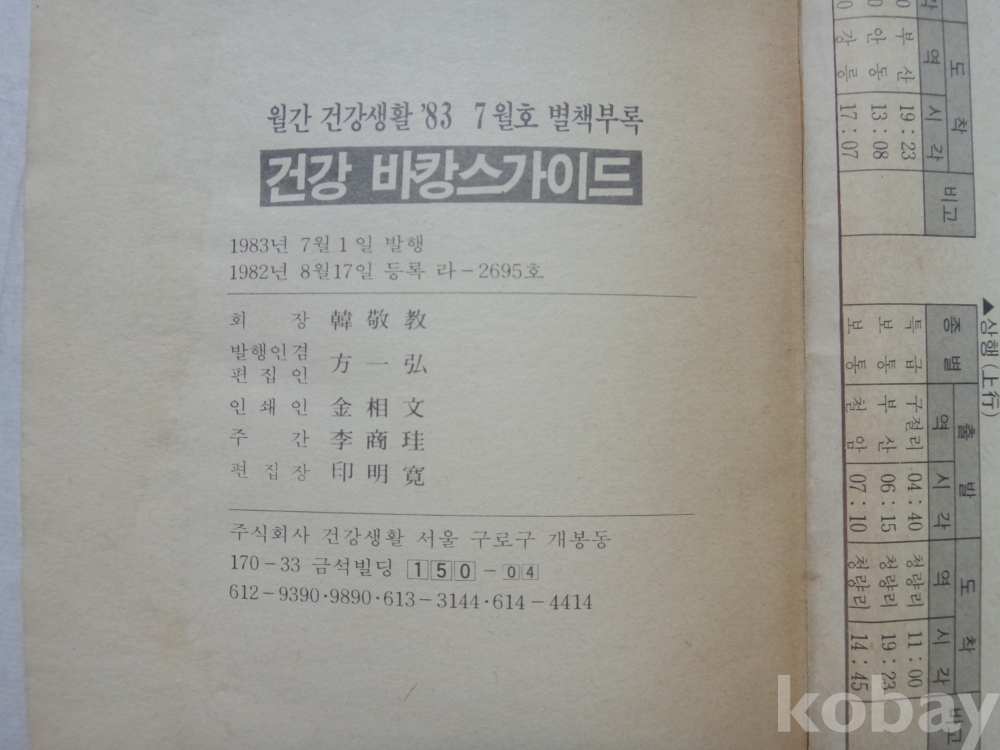 월간 건강생활 '83 7월호 별책부록
건강 바캉스가이드
1983년 7월 1일 발행
1982년 8월17일 등록 라-2695호
회 장 韓敬教
발행인겸
편집인 方一弘
인쇄인 金相文
주 간 李商珪
편집장 印明寬
주식회사 건강생활 서울 구로구 개봉동
170-33 금석빌딩 150-04
612-9390·9890·613-3144·614-4414
도 착
역 시 각 비고
부산 19:23
안동 13:08
강릉 17:07
▲상행(上行)
종별 출 발 도 착 비고
역 시 각 역 시 각
특급 구절리 04:40 청량리 11:00
보통 부산 06:15 청량리 19:23
보통 철암 07:10 청량리 14:45
kobay